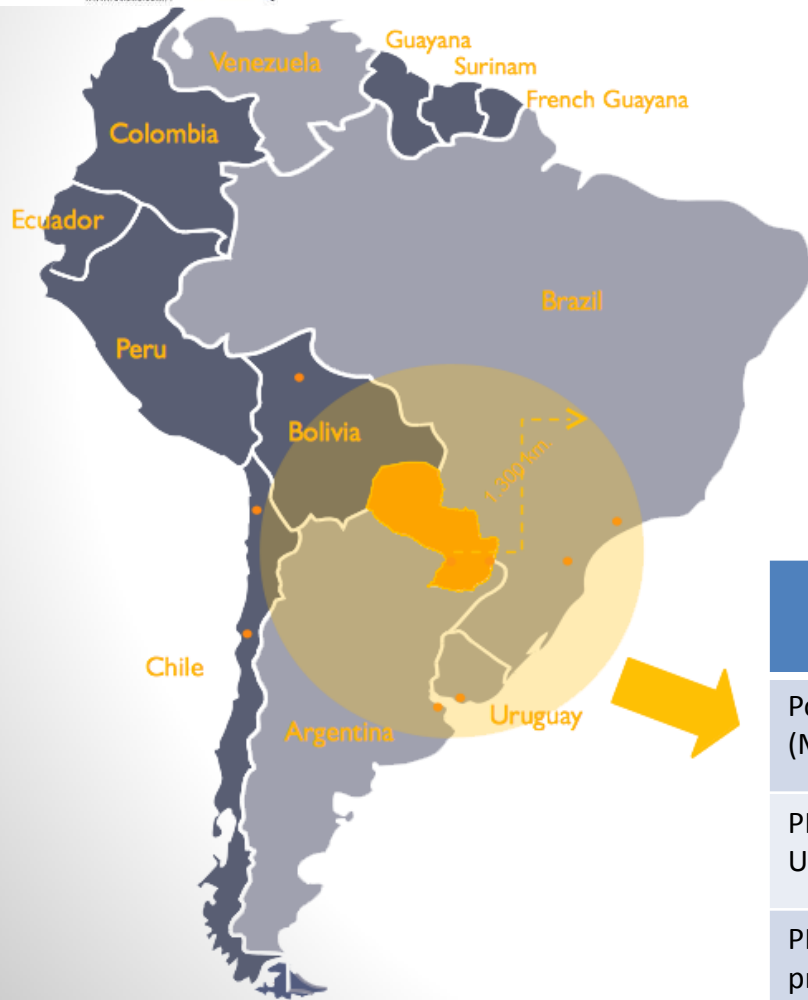 Guayana
Venezuela
Surinam
French Guayana
Colombia
Ecuador
Brazil
Peru
Bolivia
1.300 km.
Chile
Uruguay
Argentina
(M
U